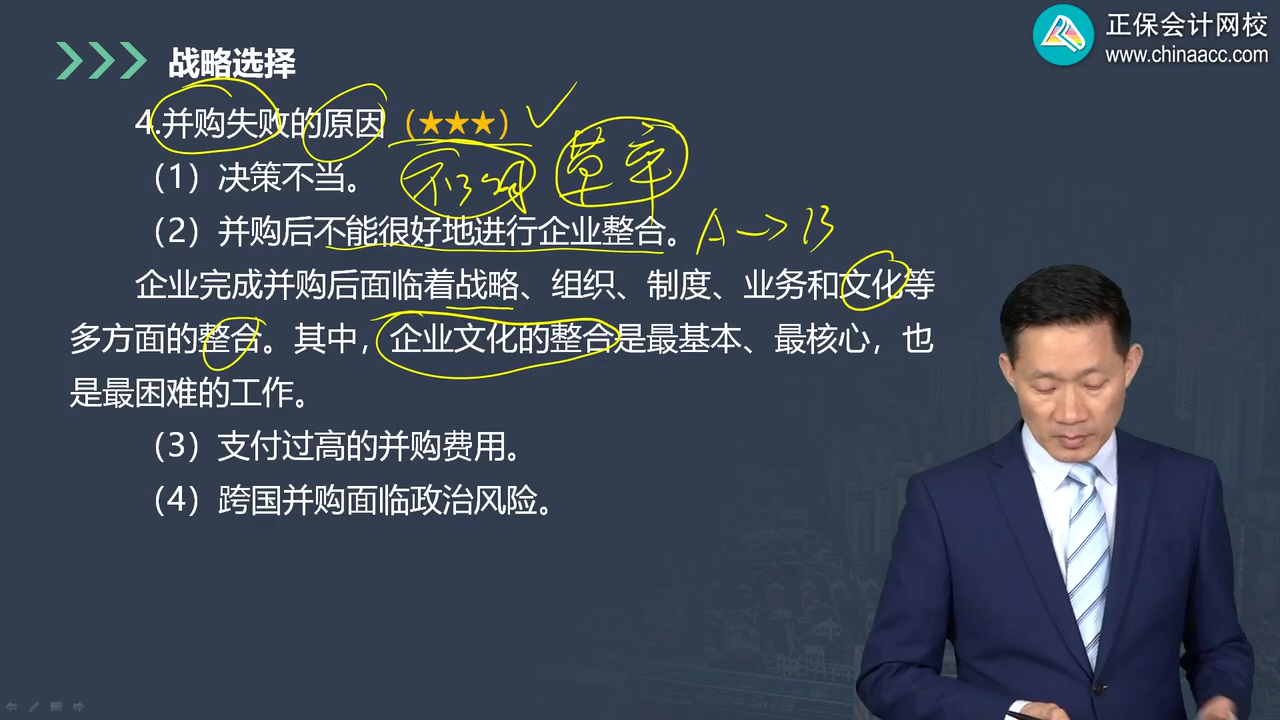 正保会计网校
www.chinaacc.com
战略选择
4.并购失败的原因（★★★）
草率
（1）决策不当。
（2）并购后不能很好地进行企业整合。 A→B
企业完成并购后面临着战略、组织、制度、业务和文化等
多方面的整合。其中，企业文化的整合是最基本、最核心，也
是最困难的工作。
（3）支付过高的并购费用。
（4）跨国并购面临政治风险。